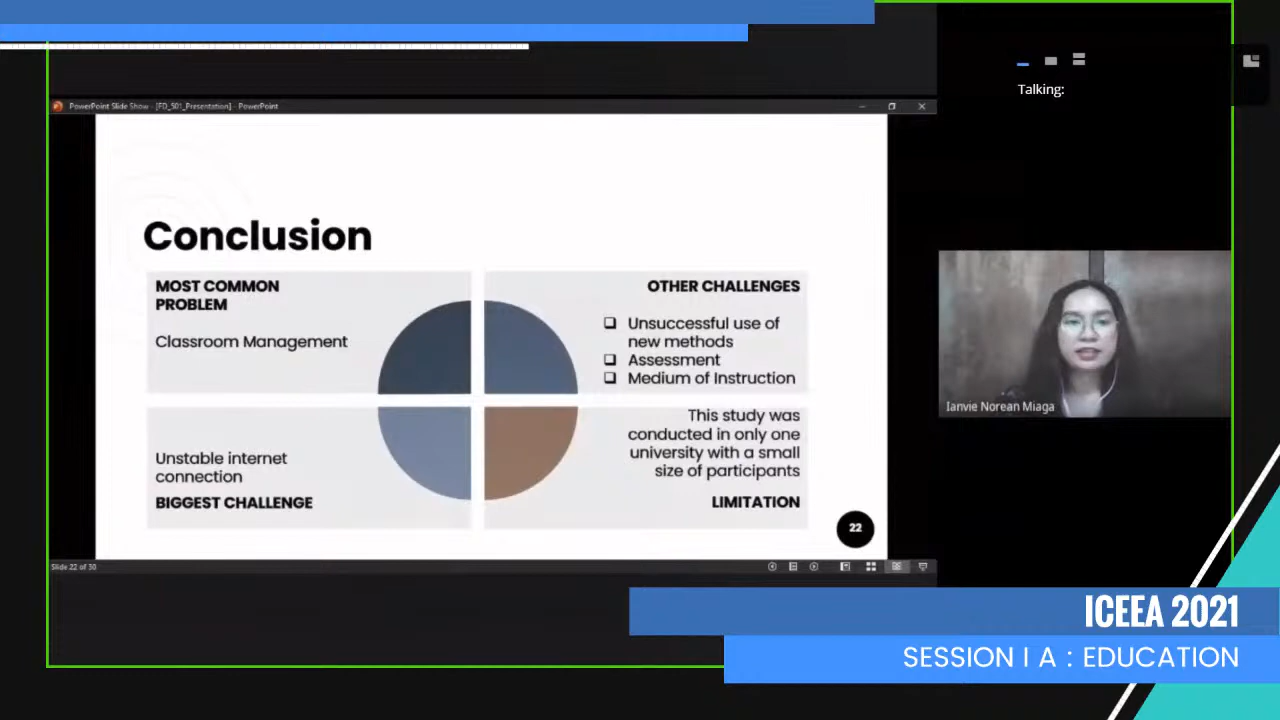 PowerPoint Slide Show - [FD_S01_Presentation] - PowerPoint
Talking:
Conclusion
MOST COMMON
PROBLEM
Classroom Management
OTHER CHALLENGES
Unsuccessful use of
new methods
Assessment
Medium of Instruction
Unstable internet
connection
BIGGEST CHALLENGE
This study was
conducted in only one
university with a small
size of participants
LIMITATION
22
Slide 22 of 30
Ianvie Norean Miaga
ICEEA 2021
SESSION I A : EDUCATION